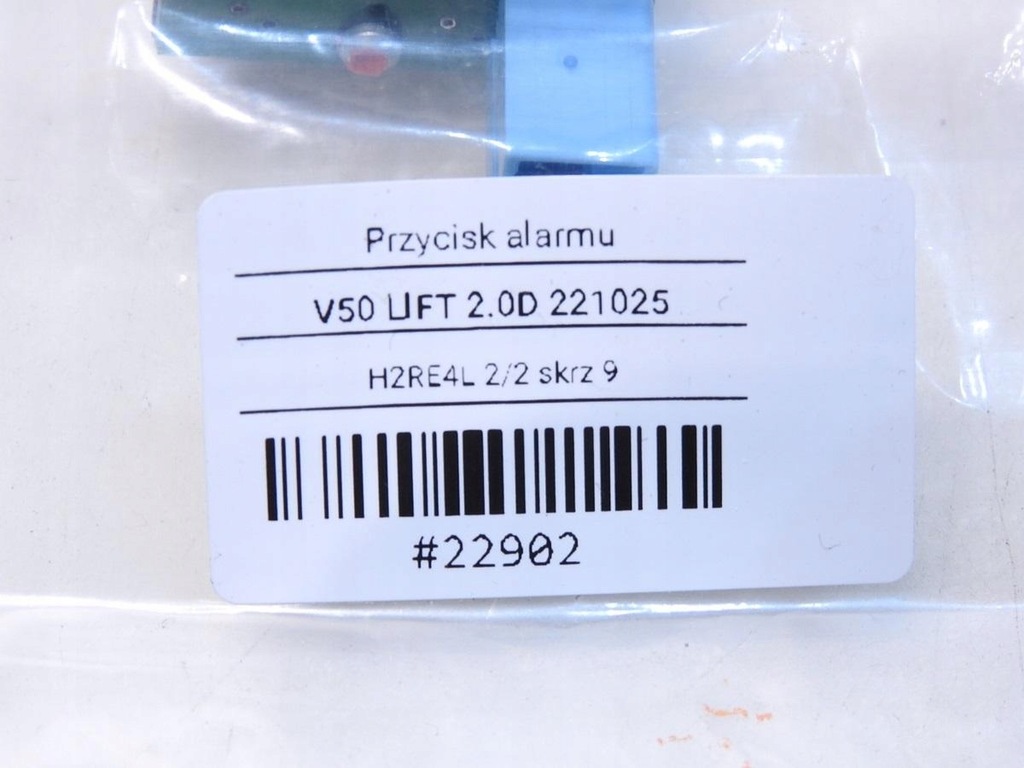 Przycisk alarmu
V50 LIFT 2.0D 221025
H2RE4L 2/2 skrz 9
#22902